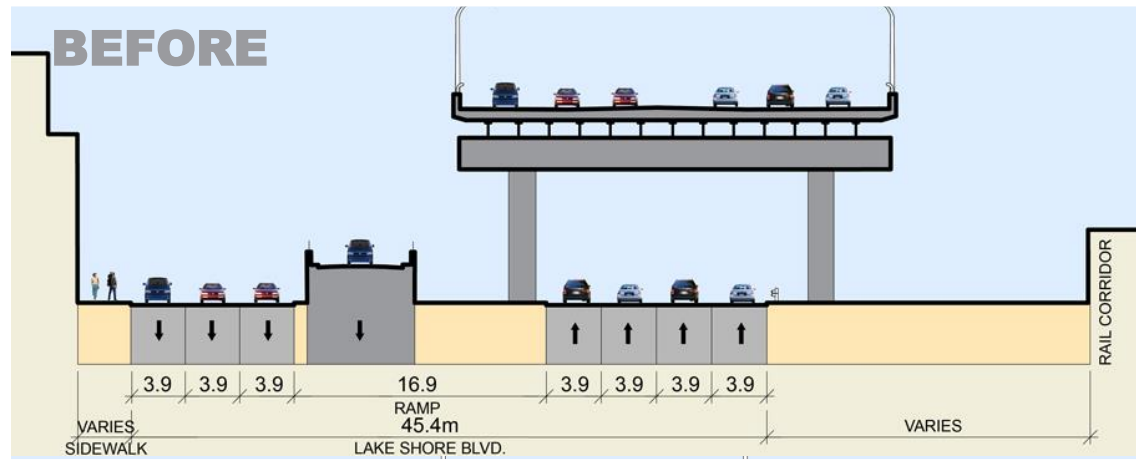 BEFORE
RAIL CORRIDOR
3.9 3.9 3.9 16.9 3.9 3.9 3.9 3.9
RAMP
VARIES 45.4m VARIES
SIDEWALK LAKE SHORE BLVD.